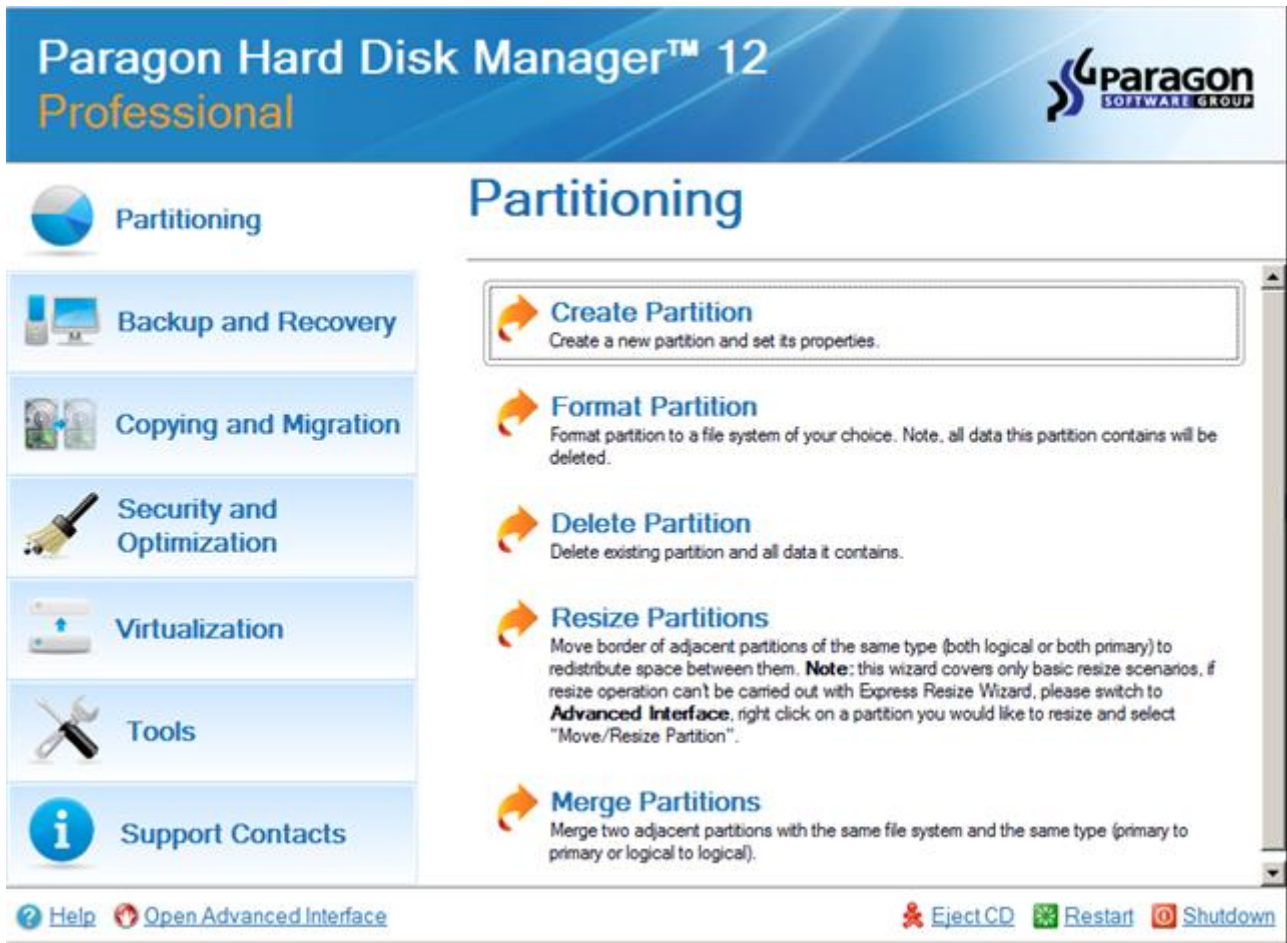 Paragon Hard Disk Manager™ 12
Professional
Paragon
SOFTWARE GROUP
Partitioning
Backup and Recovery
Copying and Migration
Security and
Optimization
Virtualization
Tools
Support Contacts
Partitioning
Create Partition
Create a new partition and set its properties.
Format Partition
Format partition to a file system of your choice. Note, all data this partition contains will be
deleted.
Delete Partition
Delete existing partition and all data it contains.
Resize Partitions
Move border of adjacent partitions of the same type (both logical or both primary) to
redistribute space between them. Note: this wizard covers only basic resize scenarios, if
resize operation can't be carried out with Express Resize Wizard, please switch to
Advanced Interface, right click on a partition you would like to resize and select
"Move/Resize Partition".
Merge Partitions
Merge two adjacent partitions with the same file system and the same type (primary to
primary or logical to logical).
Help Open Advanced Interface Eject CD Restart Shutdown